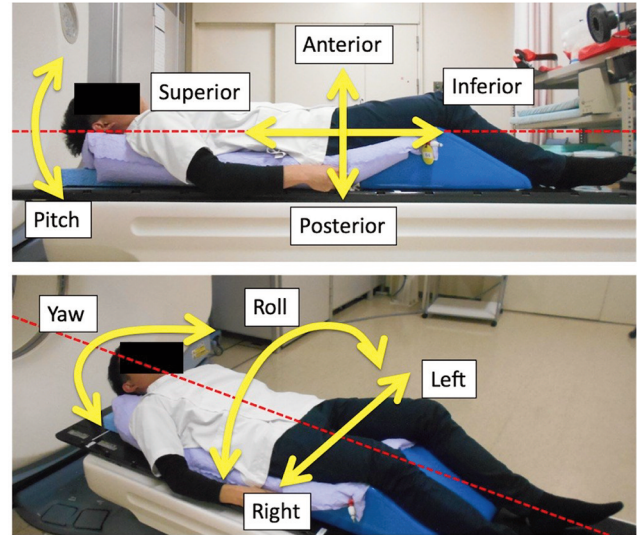 Anterior
Superior
Inferior
Pitch
Posterior
Yaw
Roll
Left
Right